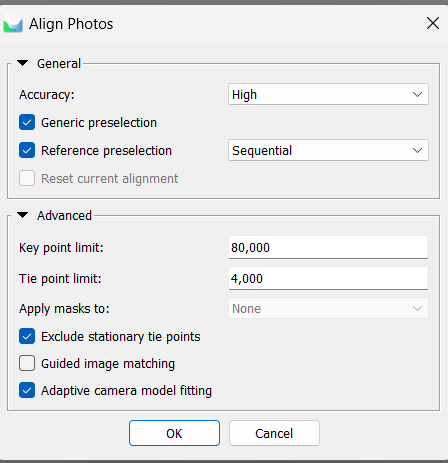 Align Photos
General
Accuracy: High
Generic preselection
Reference preselection Sequential
Reset current alignment
Advanced
Key point limit: 80,000
Tie point limit: 4,000
Apply masks to: None
Exclude stationary tie points
Guided image matching
Adaptive camera model fitting
OK Cancel